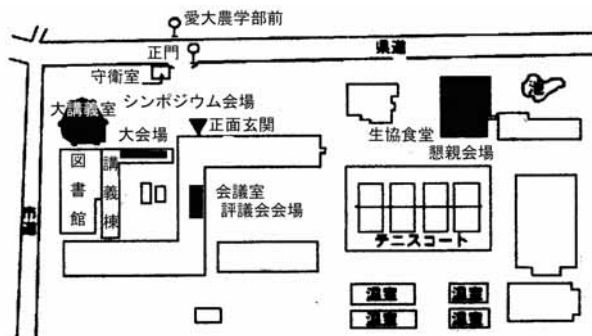 愛大農学部前
正門
県道
守衛室
シンポジウム会場
大講義室
大会場
正面玄関
生協食堂
懇親会場
池
図書館
講義棟
会議室
評議会会場
テニスコート
温室
温室
温室
温室